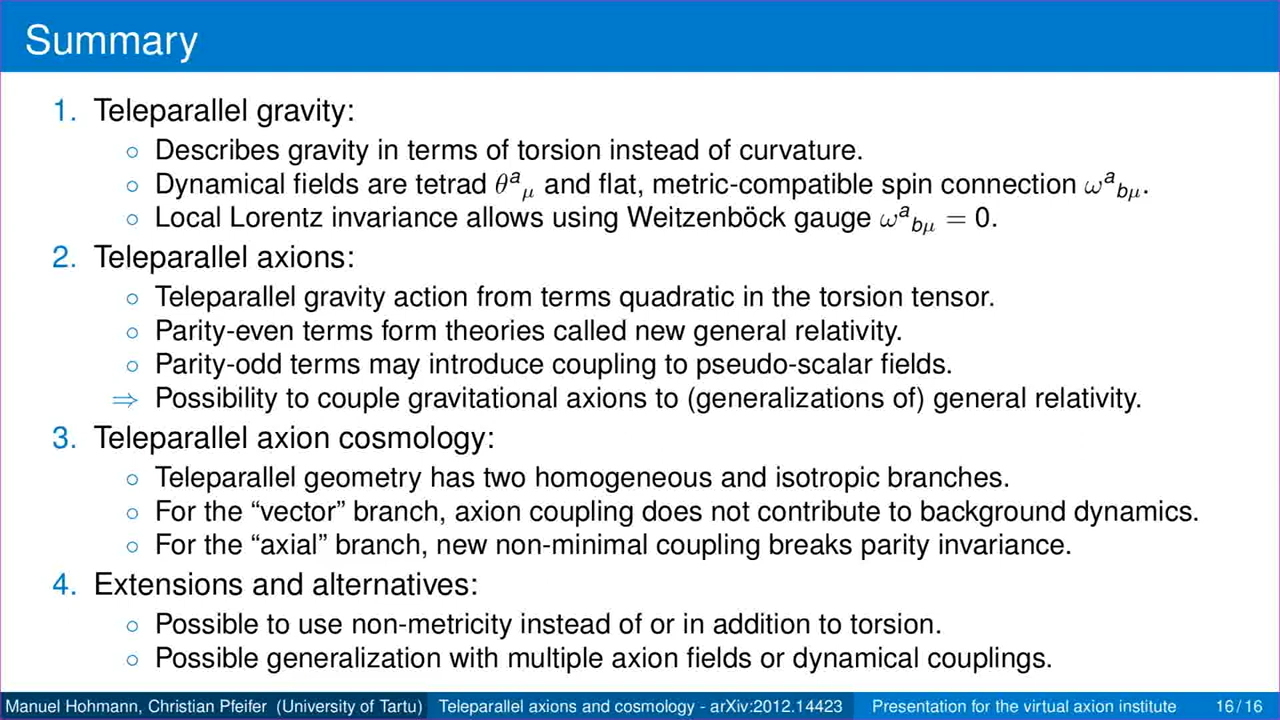 Summary
1. Teleparallel gravity:
◦ Describes gravity in terms of torsion instead of curvature.
◦ Dynamical fields are tetrad θᵃμ and flat, metric-compatible spin connection ωᵃbμ.
◦ Local Lorentz invariance allows using Weitzenböck gauge ωᵃbμ = 0.
2. Teleparallel axions:
◦ Teleparallel gravity action from terms quadratic in the torsion tensor.
◦ Parity-even terms form theories called new general relativity.
◦ Parity-odd terms may introduce coupling to pseudo-scalar fields.
⇒ Possibility to couple gravitational axions to (generalizations of) general relativity.
3. Teleparallel axion cosmology:
◦ Teleparallel geometry has two homogeneous and isotropic branches.
◦ For the “vector” branch, axion coupling does not contribute to background dynamics.
◦ For the “axial” branch, new non-minimal coupling breaks parity invariance.
4. Extensions and alternatives:
◦ Possible to use non-metricity instead of or in addition to torsion.
◦ Possible generalization with multiple axion fields or dynamical couplings.
Manuel Hohmann, Christian Pfeifer (University of Tartu) Teleparallel axions and cosmology - arXiv:2012.14423 Presentation for the virtual axion institute 16 / 16